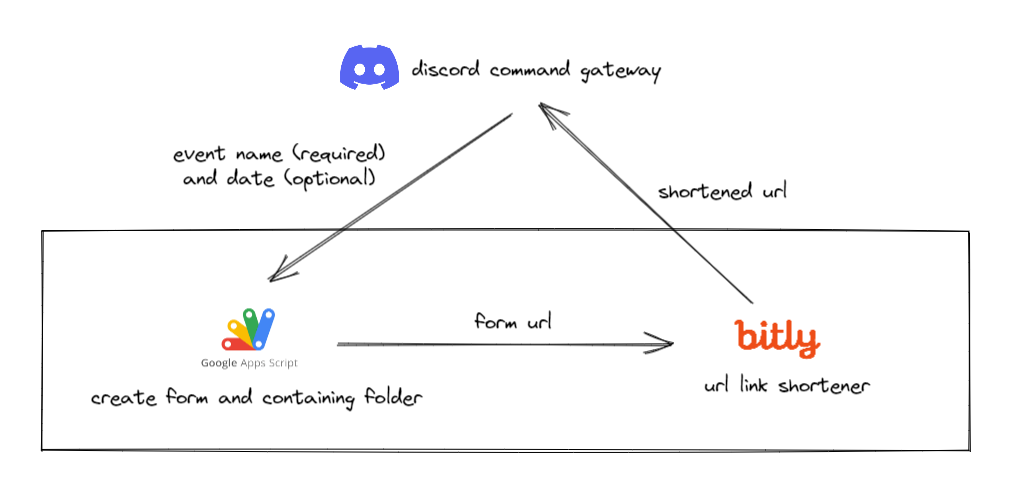 discord command gateway
event name (required)
and date (optional)
shortened url
form url
Google Apps Script
bitly
create form and containing folder
url link shortener